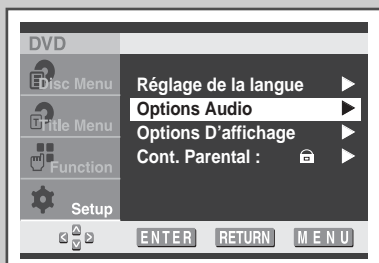 DVD
Disc Menu
Title Menu
Function
Setup
Réglage de la langue
Options Audio
Options D'affichage
Cont. Parental :
ENTER RETURN MENU